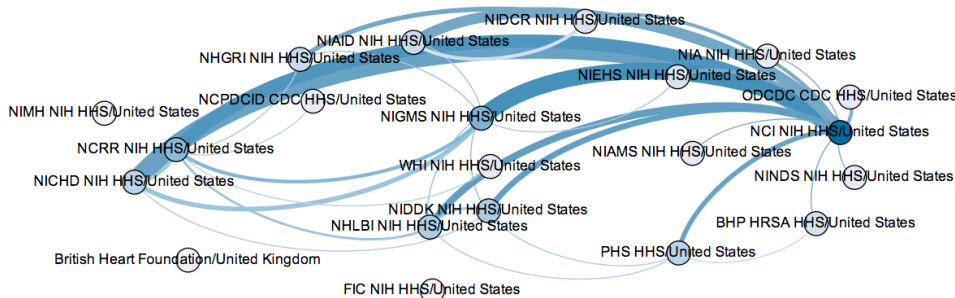 NIDCR NIH HHS/United States
NIAID NIH HHS/United States
NHGRI NIH HHS/United States
NIA NIH HHS/United States
NIEHS NIH HHS/United States
ODCDC CDC HHS/United States
NCPDCID CDC HHS/United States
NIMH NIH HHS/United States
NIGMS NIH HHS/United States
NCI NIH HHS/United States
NCRR NIH HHS/United States
NIAMS NIH HHS/United States
WHI NIH HHS/United States
NICHD NIH HHS/United States
NINDS NIH HHS/United States
NIDDK NIH HHS/United States
NHLBI NIH HHS/United States
BHP HRSA HHS/United States
PHS HHS/United States
British Heart Foundation/United Kingdom
FIC NIH HHS/United States